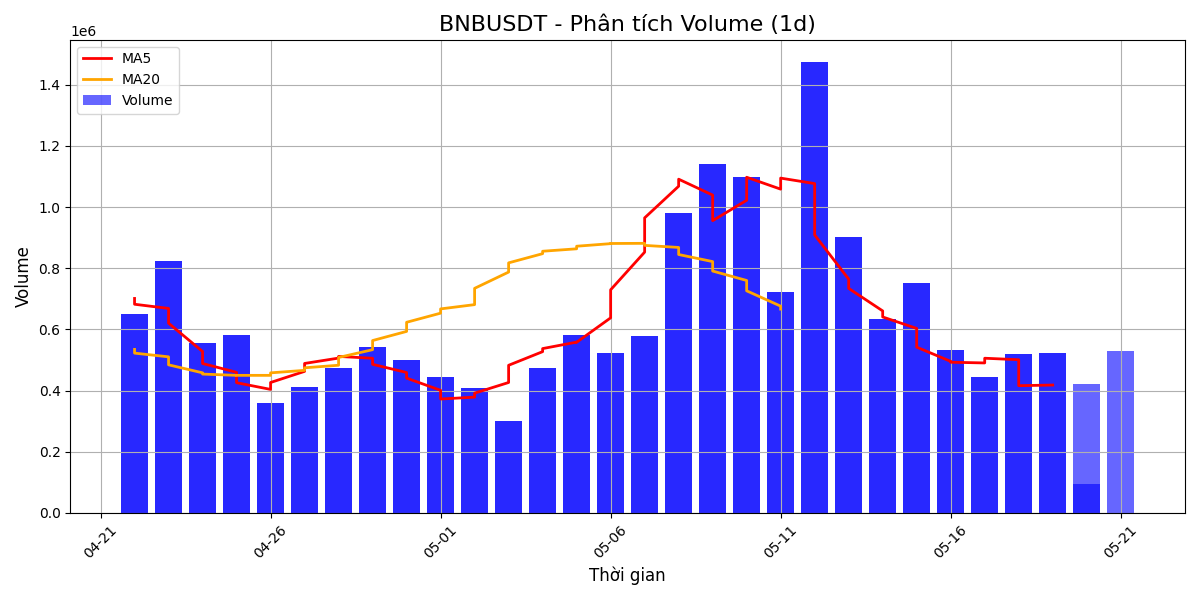 BNBUSDT - Phân tích Volume (1d)
1e6
MA5
MA20
Volume
1.4
1.2
1.0
0.8
0.6
0.4
0.2
0.0
Volume
04-21
04-26
05-01
05-06
05-11
05-16
05-21
Thời gian